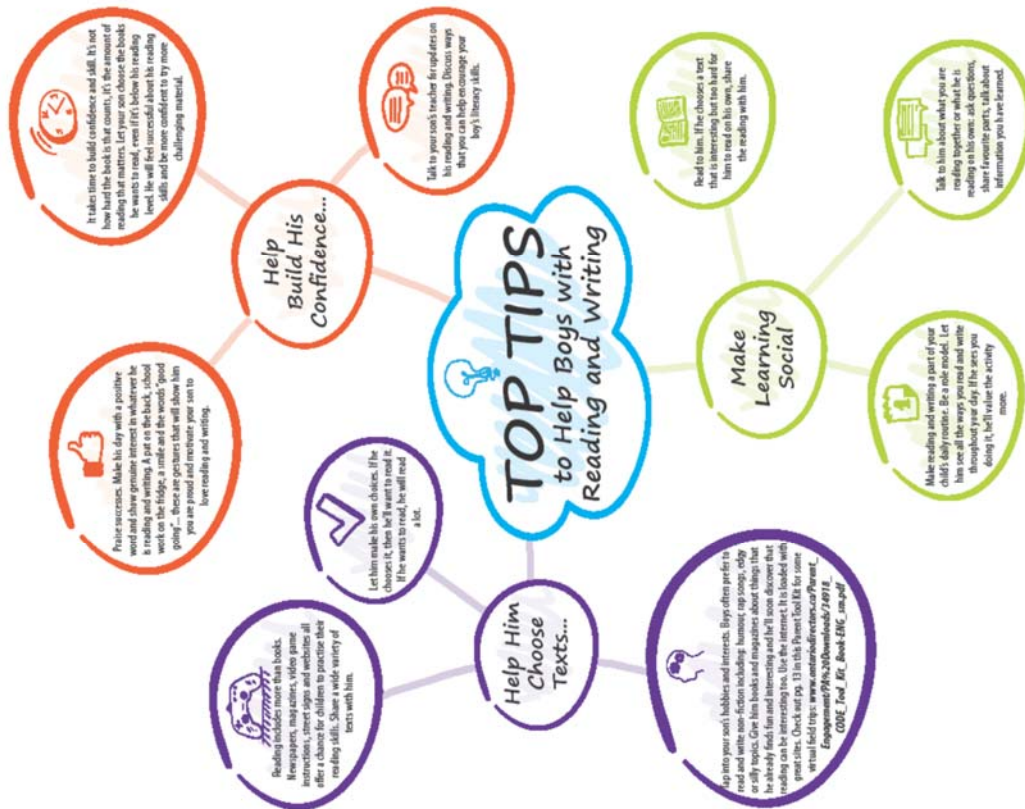 TOP TIPS
to Help Boys with
Reading and Writing
Help Him
Choose
Texts...
Reading includes more than books.
Newspapers, magazines, video game
instructions, street signs and websites all
offer a chance for children to practise their
reading skills. Share a wide variety of
texts with him.
Let him make his own choices. If he
chooses it, then he'll want to read it.
If he wants to read, he will read
a lot.
Tap into your son's hobbies and interests. Boys often prefer to
read and write non-fiction including: humour, rap songs, edgy
or silly topics. Give him books and magazines about things that
he already finds fun and interesting and he'll soon discover that
reading can be interesting too. Use the internet. It is loaded with
great sites. Check out pg. 13 in this Parent Tool Kit for some
virtual field trips: www.ontariodirectors.ca/Parent_
Engagement/PA%20Downloads/34918_
CODE_Tool_Kit_Book-ENG_sm.pdf
Help
Build His
Confidence...
Praise successes. Make his day with a positive
word and show genuine interest in whatever he
is reading and writing. A pat on the back, school
work on the fridge, a smile and the words "good
going"... these are gestures that will show him
you are proud and motivate your son to
love reading and writing.
It takes time to build confidence and skill. It's not
how hard the book is that counts, it's the amount of
reading that matters. Let your son choose the books
he wants to read, even if it's below his reading
level. He will feel successful about his reading
skills and be more confident to try more
challenging material.
Talk to your son's teacher for updates on
his reading and writing. Discuss ways
that you can help encourage your
boy's literacy skills.
Make
Learning
Social
Make reading and writing a part of your
child's daily routine. Be a role model. Let
him see all the ways you read and write
throughout your day. If he sees you
doing it, he'll value the activity
more.
Read to him. If he chooses a text
that is interesting but too hard for
him to read on his own, share
the reading with him.
Talk to him about what you are
reading together or what he is
reading on his own: ask questions,
share favourite parts, talk about
information you have learned.